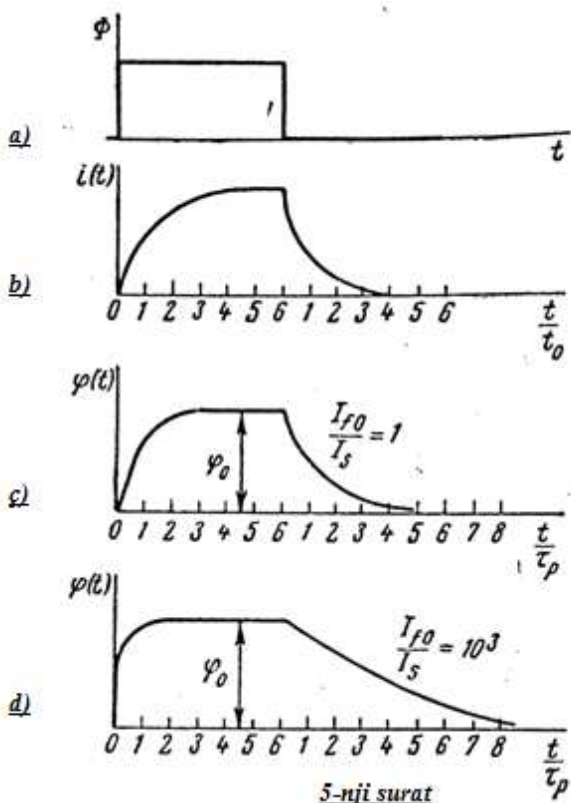 Φ
a)
t
i(t)
b)
0 1 2 3 4 5 6 1 2 3 4 5 6
t/t₀
φ(t)
I_f0/I_s = 1
φ₀
ç)
0 1 2 3 4 5 6 1 2 3 4 5 6 7 8
t/τ_p
φ(t)
I_f0/I_s = 10³
φ₀
d)
0 1 2 3 4 5 6 1 2 3 4 5 6 7 8
t/τ_p
5-nji surat